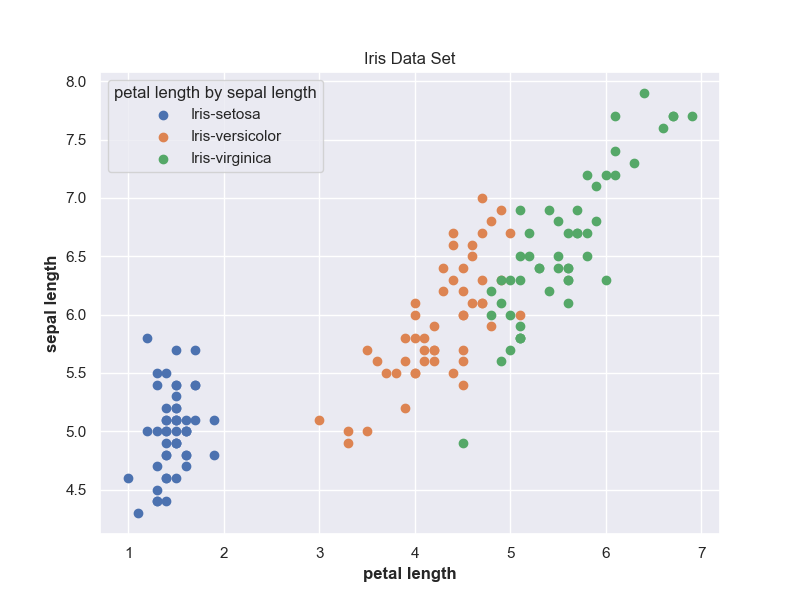 Iris Data Set
petal length by sepal length
Iris-setosa
Iris-versicolor
Iris-virginica
sepal length
8.0
7.5
7.0
6.5
6.0
5.5
5.0
4.5
1 2 3 4 5 6 7
petal length